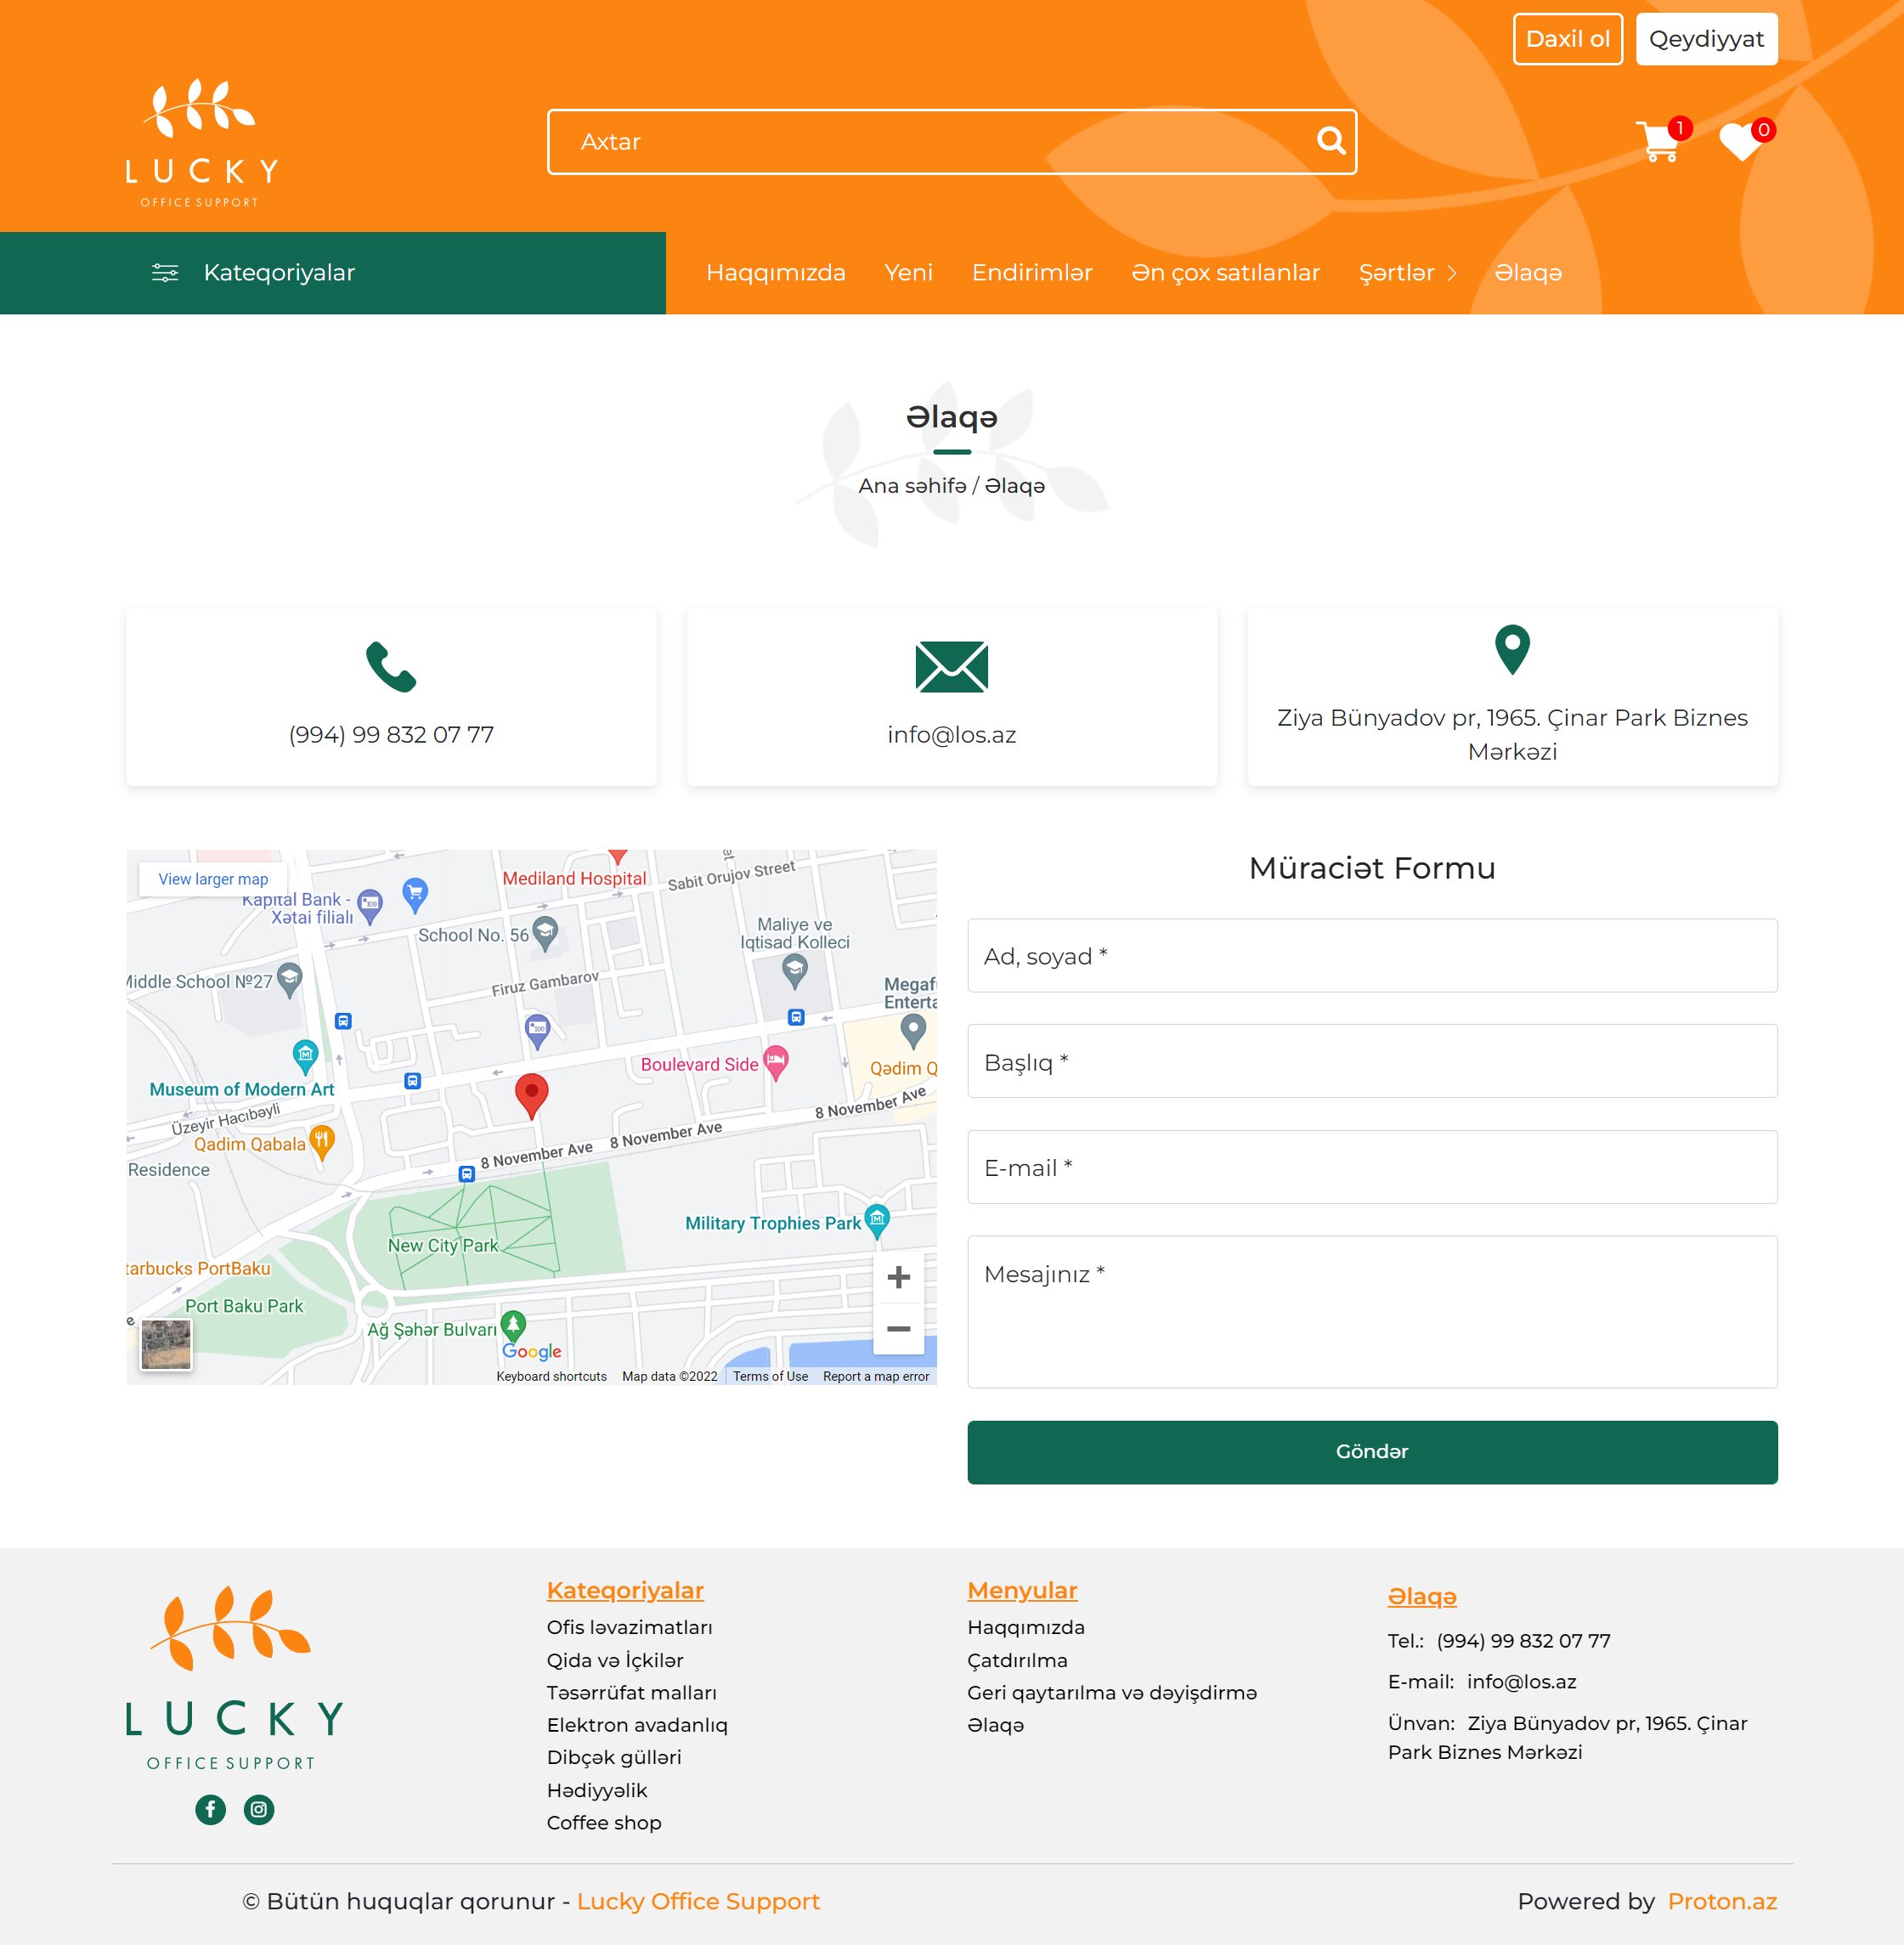 Daxil ol
Qeydiyyat
LUCKY
OFFICE SUPPORT
Axtar
1
0
Kateqoriyalar
Haqqımızda
Yeni
Endirimlər
Ən çox satılanlar
Şərtlər
Əlaqə
Əlaqə
Ana səhifə / Əlaqə
(994) 99 832 07 77
info@los.az
Ziya Bünyadov pr, 1965. Çinar Park Biznes
Mərkəzi
View larger map
Mediland Hospital
Sabit Orujov Street
Kapital Bank -
Xətai filialı
School No. 56
Maliye ve
Iqtisad Kolleci
Middle School №27
Firuz Gambarov
Boulevard Side
Museum of Modern Art
Üzeyir Hacıbəyli
8 November Ave
Qadim Qabala
8 November Ave
8 November Ave
Residence
Military Trophies Park
New City Park
PortBaku
Port Baku Park
Ağ Şəhər Bulvarı
Google
Keyboard shortcuts
Map data ©2022
Terms of Use
Report a map error
Müraciət Formu
Ad, soyad *
Başlıq *
E-mail *
Mesajınız *
Göndər
LUCKY
OFFICE SUPPORT
Kateqoriyalar
Ofis ləvazimatları
Qida və İçkilər
Təsərrüfat malları
Elektron avadanlıq
Dibçək gülləri
Hədiyyəlik
Coffee shop
Menyular
Haqqımızda
Çatdırılma
Geri qaytarılma və dəyişdirmə
Əlaqə
Əlaqə
Tel.: (994) 99 832 07 77
E-mail: info@los.az
Ünvan: Ziya Bünyadov pr, 1965. Çinar
Park Biznes Mərkəzi
© Bütün huquqlar qorunur - Lucky Office Support
Powered by Proton.az